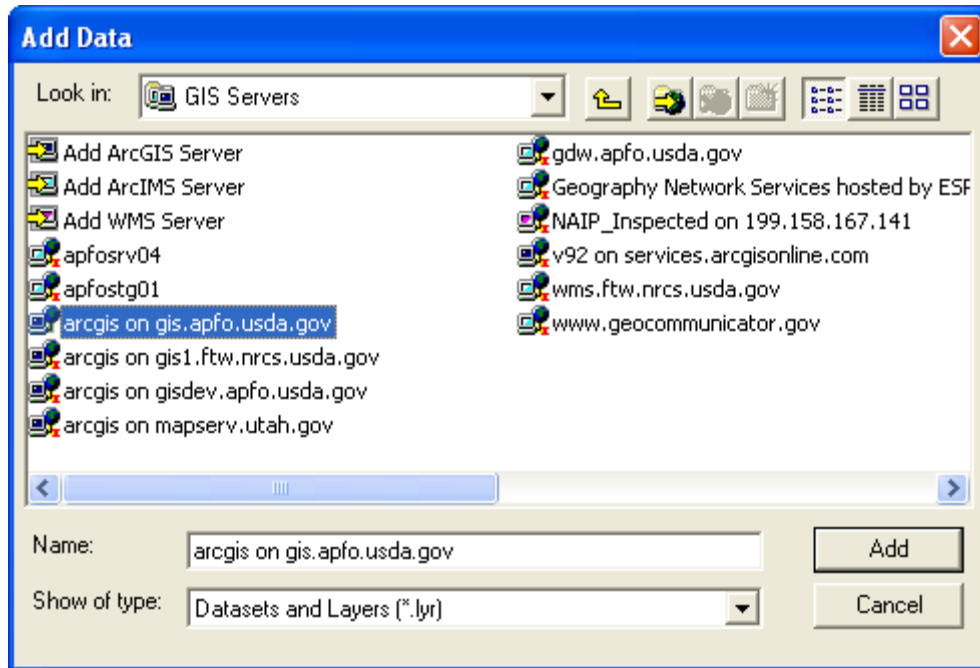 Add Data
Look in: GIS Servers
Add ArcGIS Server
Add ArcIMS Server
Add WMS Server
apfosrv04
apfostg01
arcgis on gis.apfo.usda.gov
arcgis on gis1.ftw.nrcs.usda.gov
arcgis on gisdev.apfo.usda.gov
arcgis on mapserv.utah.gov
gdw.apfo.usda.gov
Geography Network Services hosted by ESF
NAIP_Inspected on 199.158.167.141
v92 on services.arcgisonline.com
wms.ftw.nrcs.usda.gov
www.geocommunicator.gov
Name: arcgis on gis.apfo.usda.gov Add
Show of type: Datasets and Layers (*.lyr) Cancel